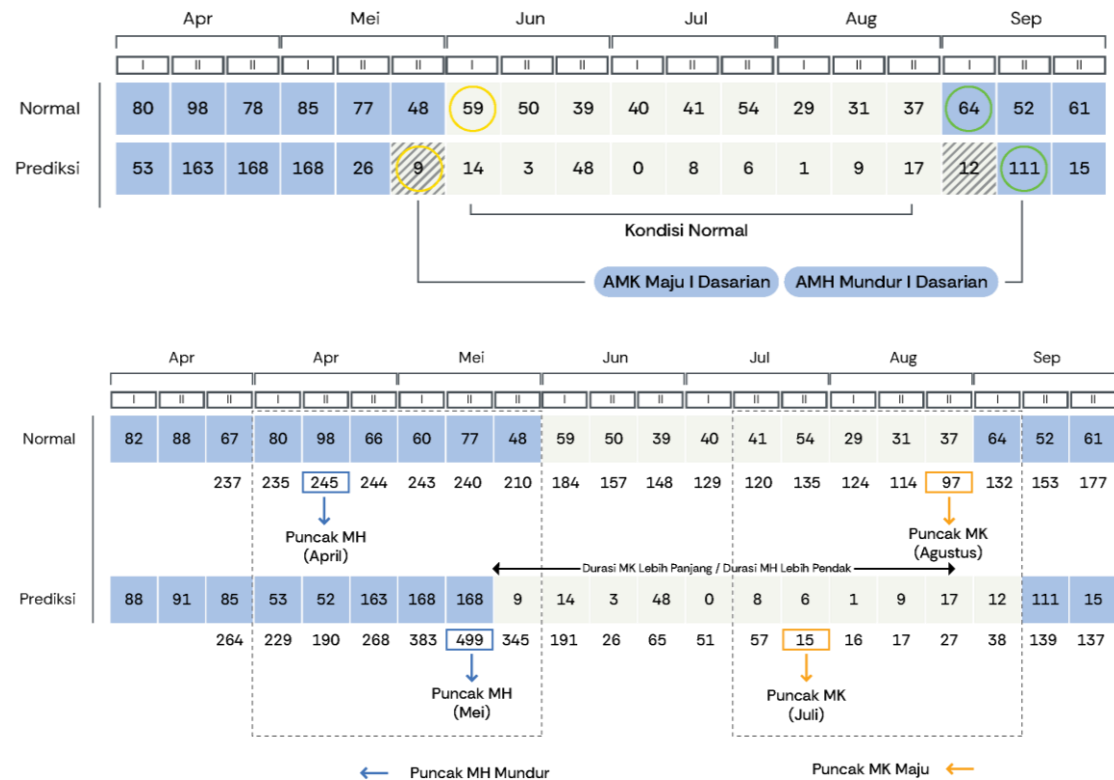 Apr Mei Jun Jul Aug Sep
I II II I II II I II II I II II I II II I II II
Normal 80 98 78 85 77 48 59 50 39 40 41 54 29 31 37 64 52 61
Prediksi 53 163 168 168 26 9 14 3 48 0 8 6 1 9 17 12 111 15
Kondisi Normal
AMK Maju I Dasarian AMH Mundur I Dasarian
Apr Apr Mei Jun Jul Aug Sep
I II II I II II I II II I II II I II II I II II I II II
Normal 82 88 67 80 98 66 60 77 48 59 50 39 40 41 54 29 31 37 64 52 61
237 235 245 244 243 240 210 184 157 148 129 120 135 124 114 97 132 153 177
Puncak MH
(April)
Puncak MK
(Agustus)
Durasi MK Lebih Panjang / Durasi MH Lebih Pendak
Prediksi 88 91 85 53 52 163 168 168 9 14 3 48 0 8 6 1 9 17 12 111 15
264 229 190 268 383 499 345 191 26 65 51 57 15 16 17 27 38 139 137
Puncak MH
(Mei)
Puncak MK
(Juli)
Puncak MH Mundur Puncak MK Maju